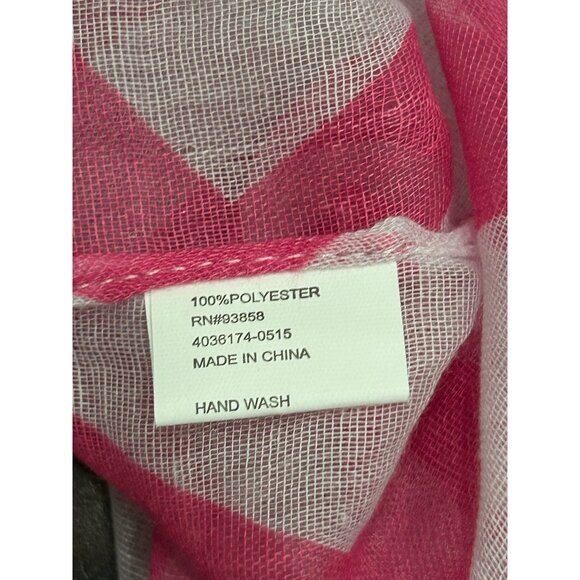 100%POLYESTER
RN#93858
4036174-0515
MADE IN CHINA
HAND WASH